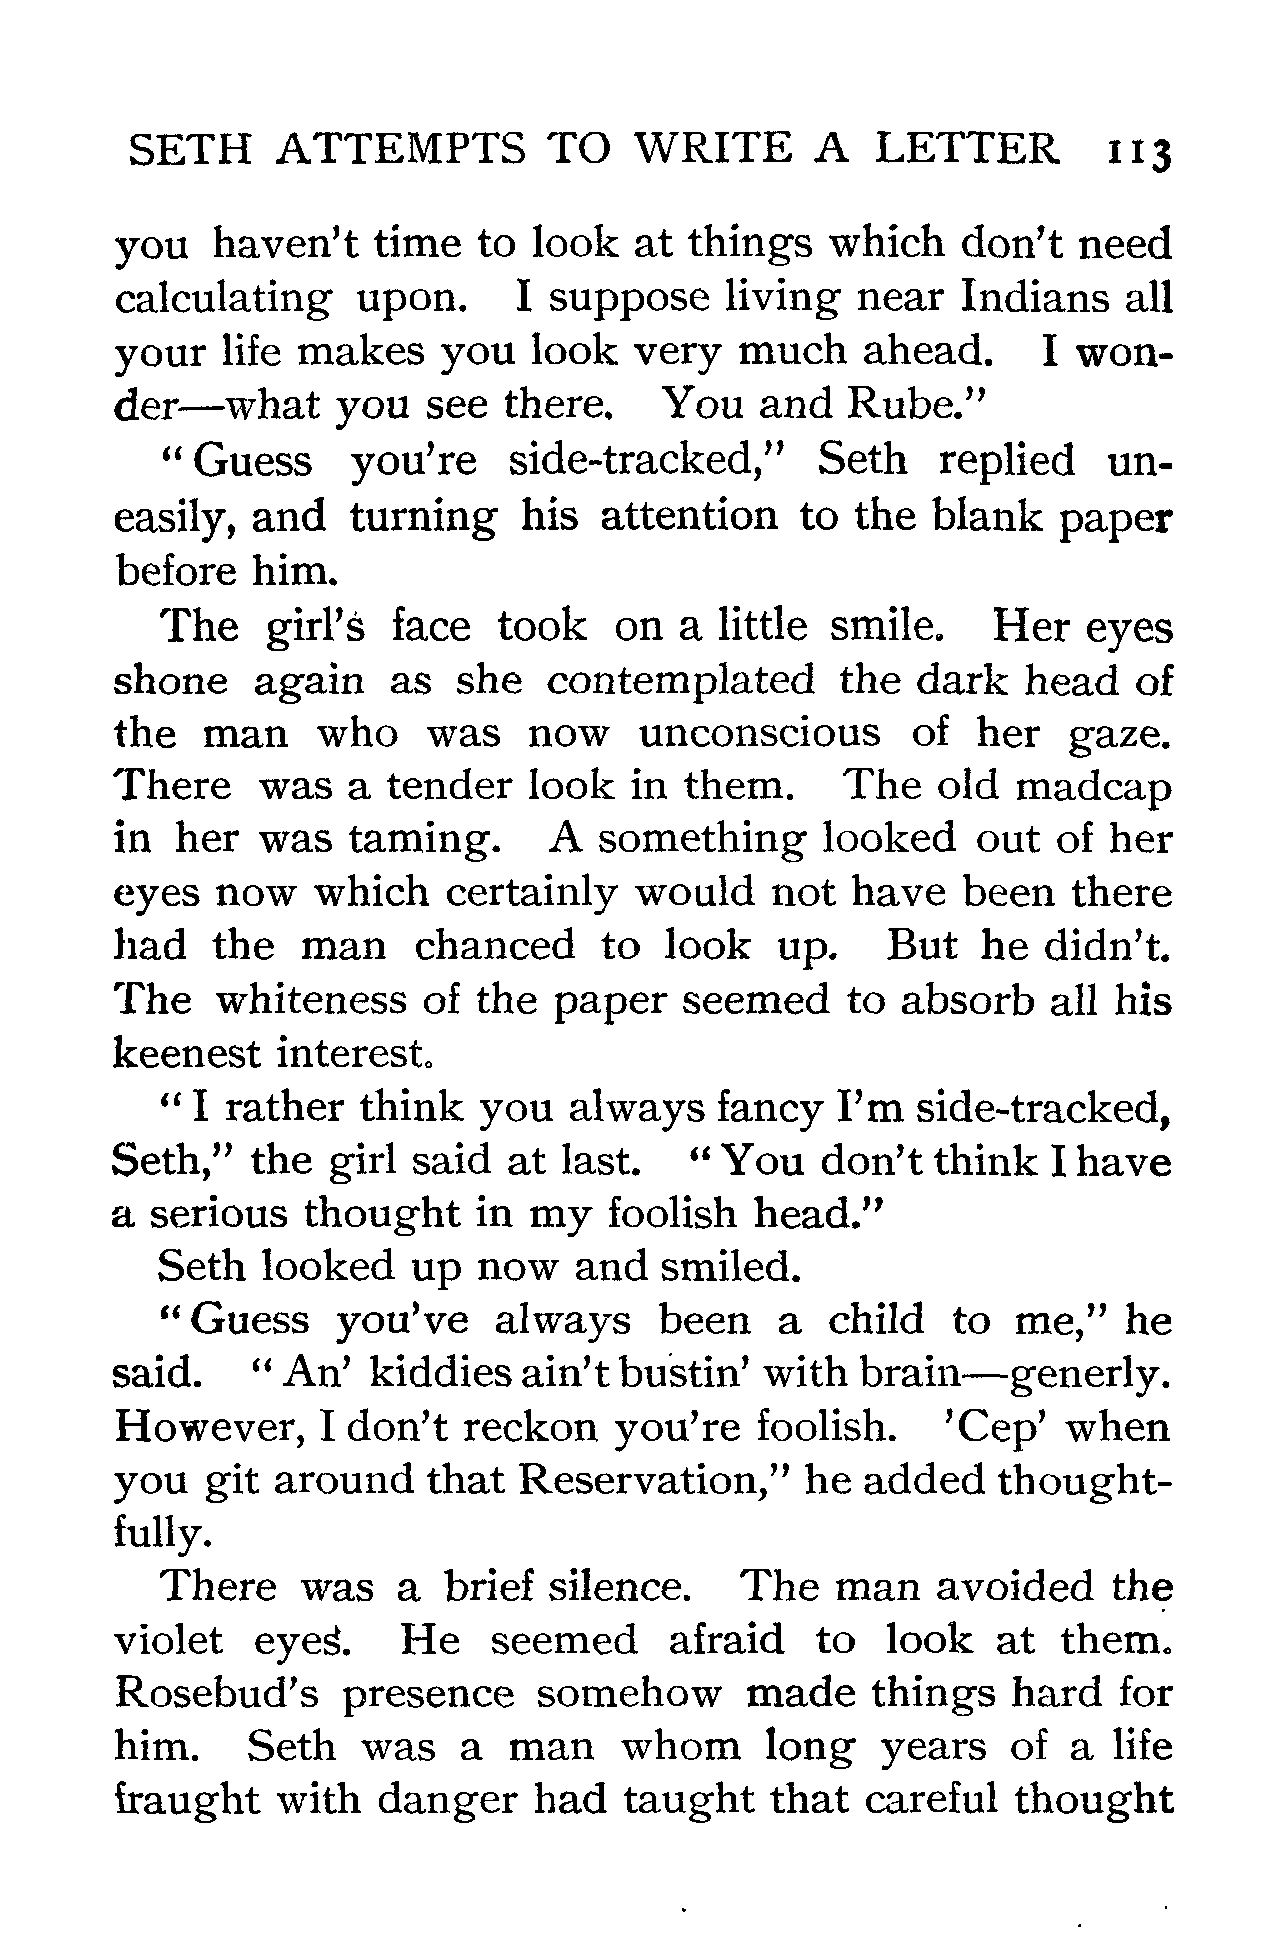 SETH ATTEMPTS TO WRITE A LETTER 113
you haven't time to look at things which don't need
calculating upon. I suppose living near Indians all
your life makes you look very much ahead. I won-
der—what you see there. You and Rube."
"Guess you're side-tracked," Seth replied un-
easily, and turning his attention to the blank paper
before him.
The girl's face took on a little smile. Her eyes
shone again as she contemplated the dark head of
the man who was now unconscious of her gaze.
There was a tender look in them. The old madcap
in her was taming. A something looked out of her
eyes now which certainly would not have been there
had the man chanced to look up. But he didn't.
The whiteness of the paper seemed to absorb all his
keenest interest.
"I rather think you always fancy I'm side-tracked,
Seth," the girl said at last. "You don't think I have
a serious thought in my foolish head."
Seth looked up now and smiled.
"Guess you've always been a child to me," he
said. "An' kiddies ain't bustin' with brain—generly.
However, I don't reckon you're foolish. 'Cep' when
you git around that Reservation," he added thought-
fully.
There was a brief silence. The man avoided the
violet eyes. He seemed afraid to look at them.
Rosebud's presence somehow made things hard for
him. Seth was a man whom long years of a life
fraught with danger had taught that careful thought